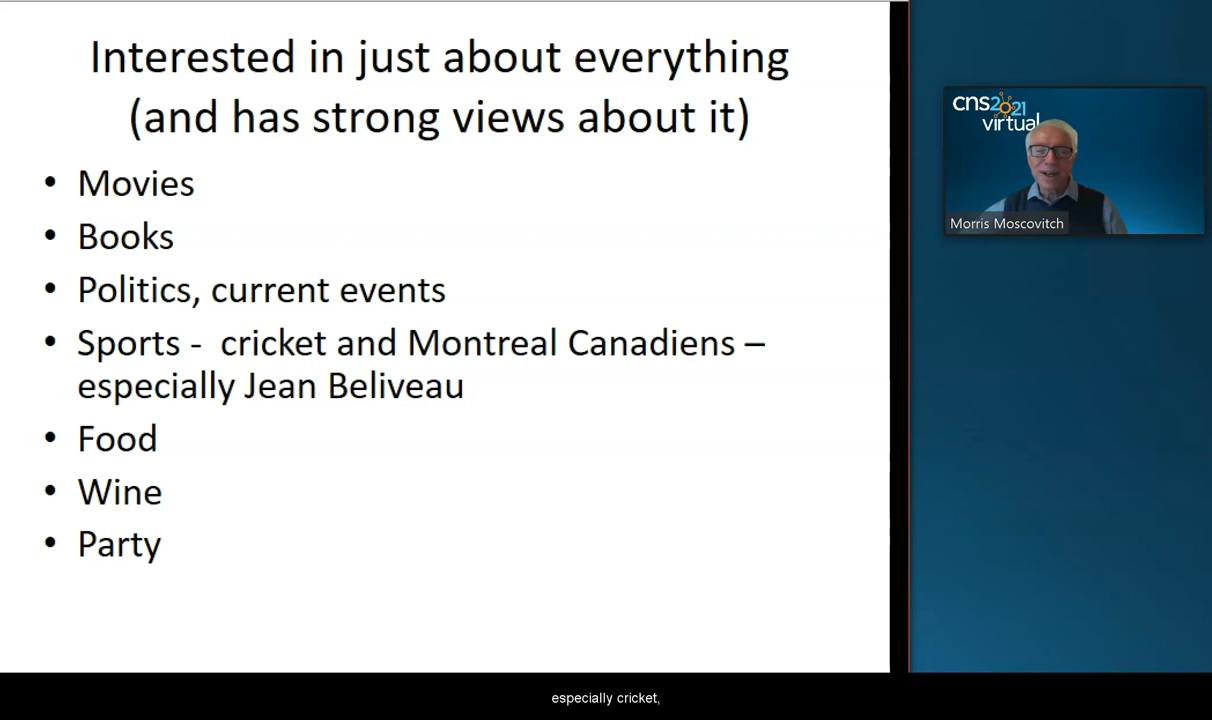 Interested in just about everything
(and has strong views about it)
• Movies
• Books
• Politics, current events
• Sports -  cricket and Montreal Canadiens –
especially Jean Beliveau
• Food
• Wine
• Party
cns2021
virtual
Morris Moscovitch
especially cricket,